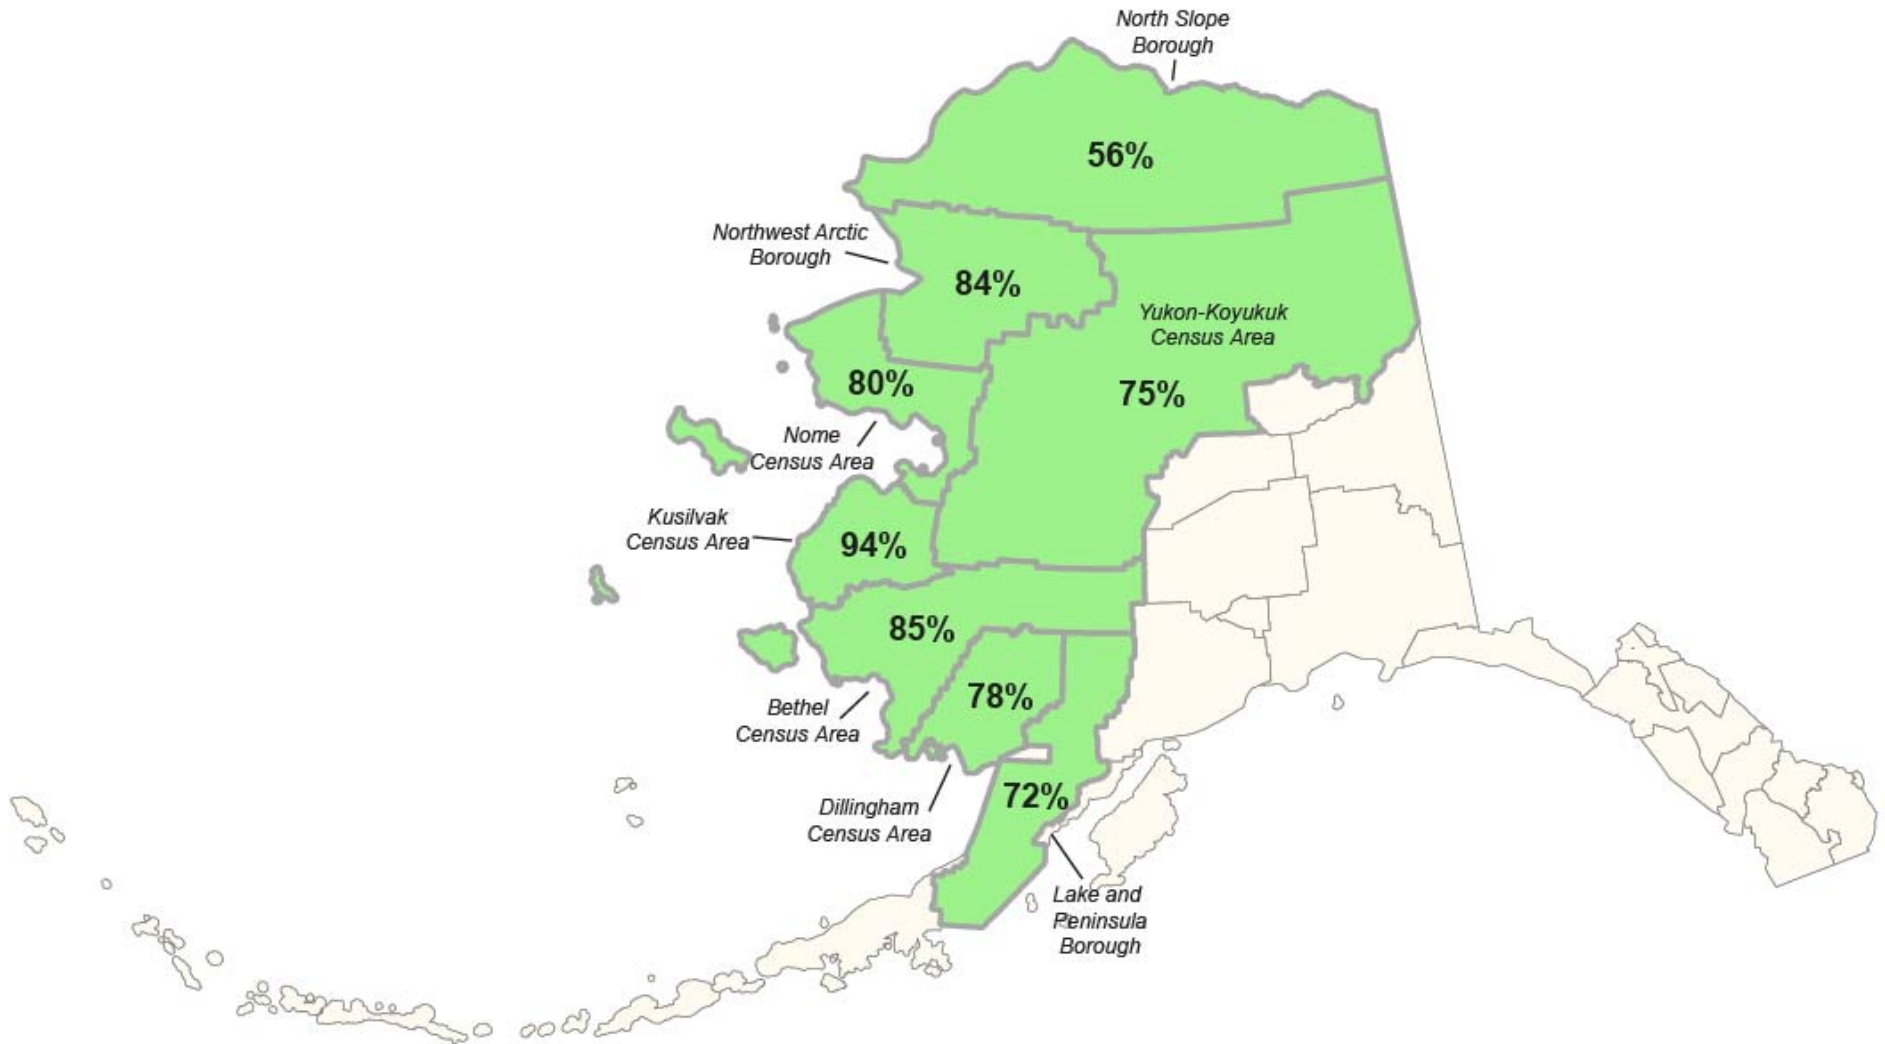 North Slope
Borough
56%
Northwest Arctic
Borough
84%
Yukon-Koyukuk
Census Area
80%
75%
Nome
Census Area
Kusilvak
Census Area
94%
85%
78%
Bethel
Census Area
72%
Dillingham
Census Area
Lake and
Peninsula
Borough